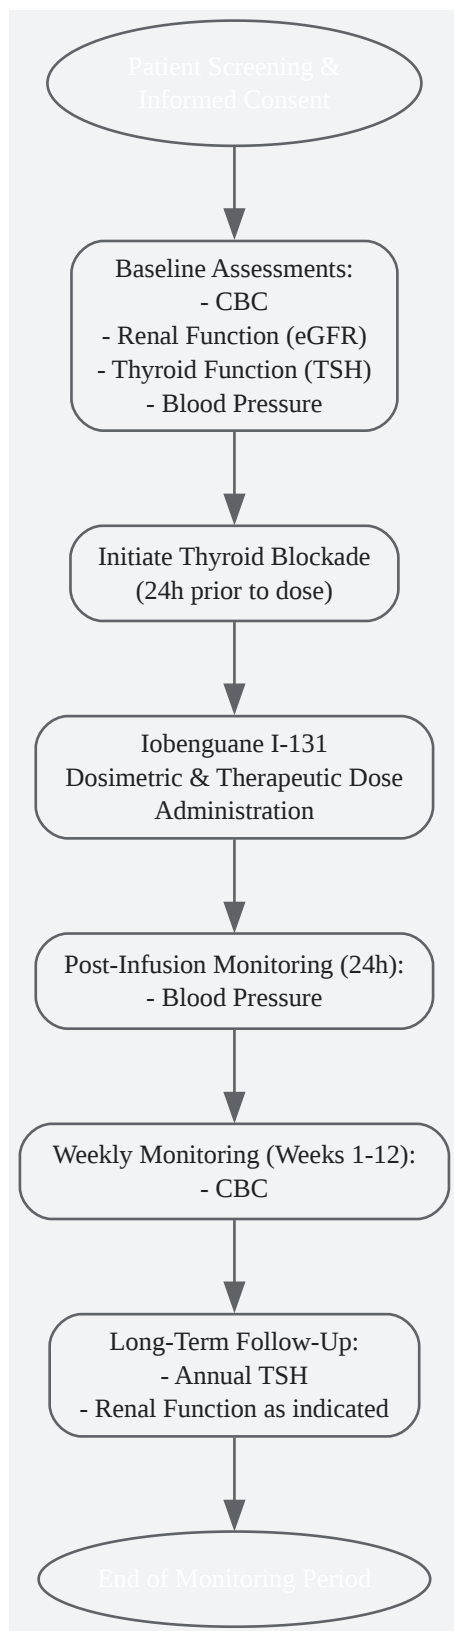 Patient Screening &
Informed Consent
Baseline Assessments:
- CBC
- Renal Function (eGFR)
- Thyroid Function (TSH)
- Blood Pressure
Initiate Thyroid Blockade
(24h prior to dose)
Iobenguane I-131
Dosimetric & Therapeutic Dose
Administration
Post-Infusion Monitoring (24h):
- Blood Pressure
Weekly Monitoring (Weeks 1-12):
- CBC
Long-Term Follow-Up:
- Annual TSH
- Renal Function as indicated
End of Monitoring Period